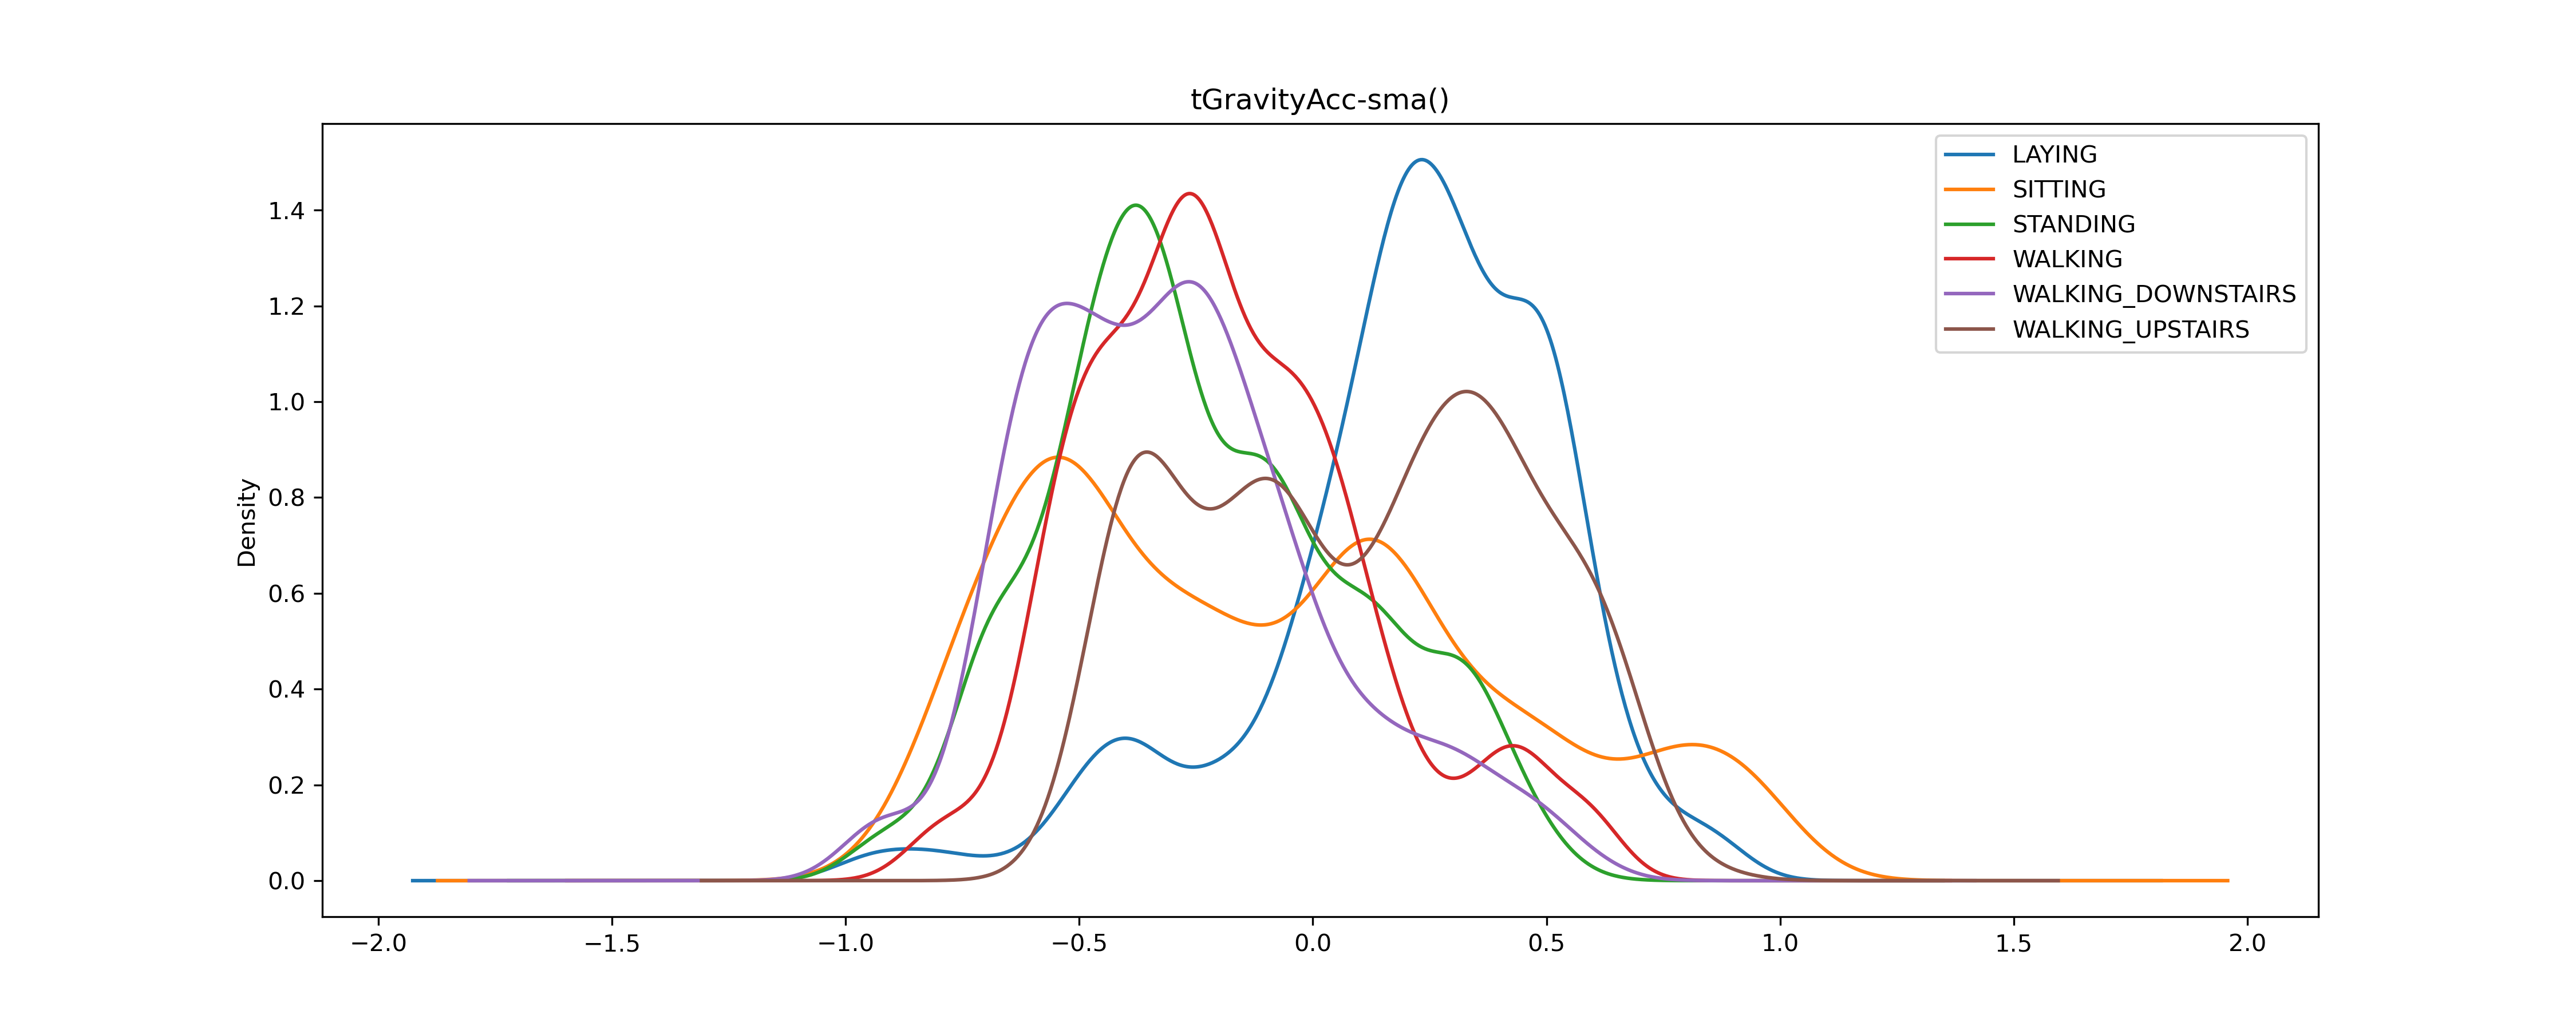 tGravityAcc-sma()
LAYING
SITTING
STANDING
WALKING
WALKING_DOWNSTAIRS
WALKING_UPSTAIRS
Density
1.4
1.2
1.0
0.8
0.6
0.4
0.2
0.0
−2.0 −1.5 −1.0 −0.5 0.0 0.5 1.0 1.5 2.0